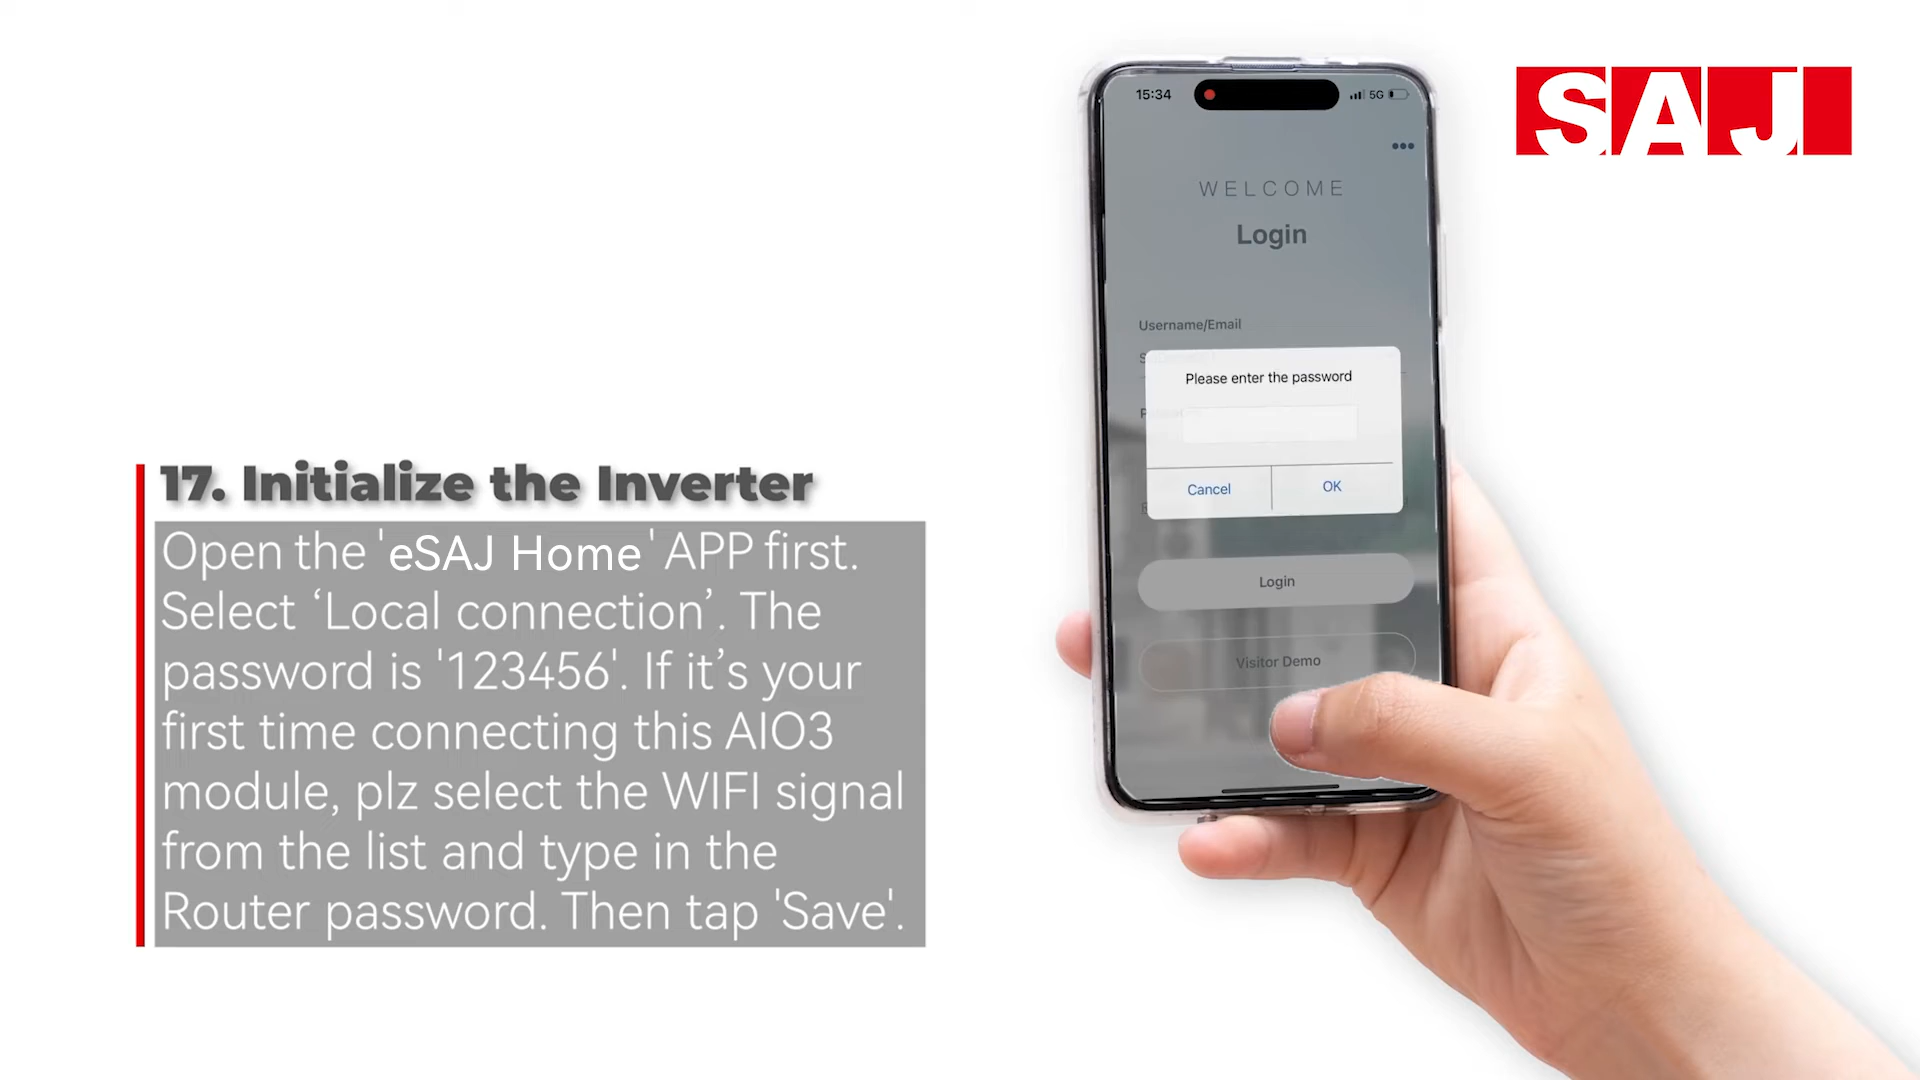 SAJ
15:34
5G
WELCOME
Login
Username/Email
Please enter the password
Cancel
OK
Login
Visitor Demo
17. Initialize the Inverter
Open the 'eSAJ Home' APP first.
Select ‘Local connection’. The
password is '123456'. If it’s your
first time connecting this AIO3
module, plz select the WIFI signal
from the list and type in the
Router password. Then tap 'Save'.